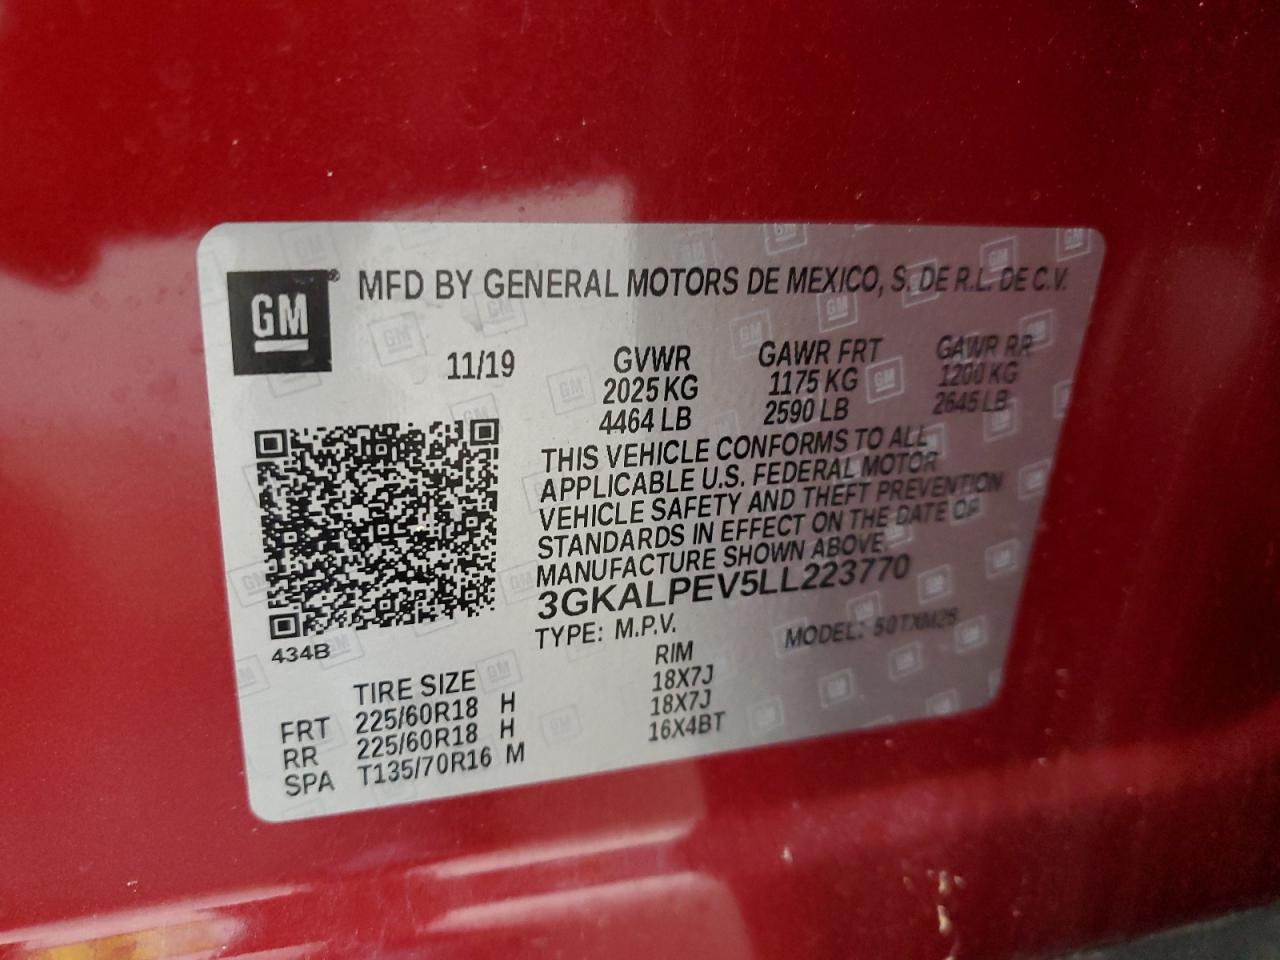 GM® MFD BY GENERAL MOTORS DE MEXICO, S. DE R.L. DE C.V.
11/19 GVWR GAWR FRT GAWR RR
2025 KG 1175 KG 1200 KG
4464 LB 2590 LB 2645 LB
THIS VEHICLE CONFORMS TO ALL
APPLICABLE U.S. FEDERAL MOTOR
VEHICLE SAFETY AND THEFT PREVENTION
STANDARDS IN EFFECT ON THE DATE OF
MANUFACTURE SHOWN ABOVE.
3GKALPEV5LL223770
TYPE: M.P.V. MODEL: 50TXM26
434B
TIRE SIZE RIM
FRT 225/60R18 H 18X7J
RR 225/60R18 H 18X7J
SPA T135/70R16 M 16X4BT